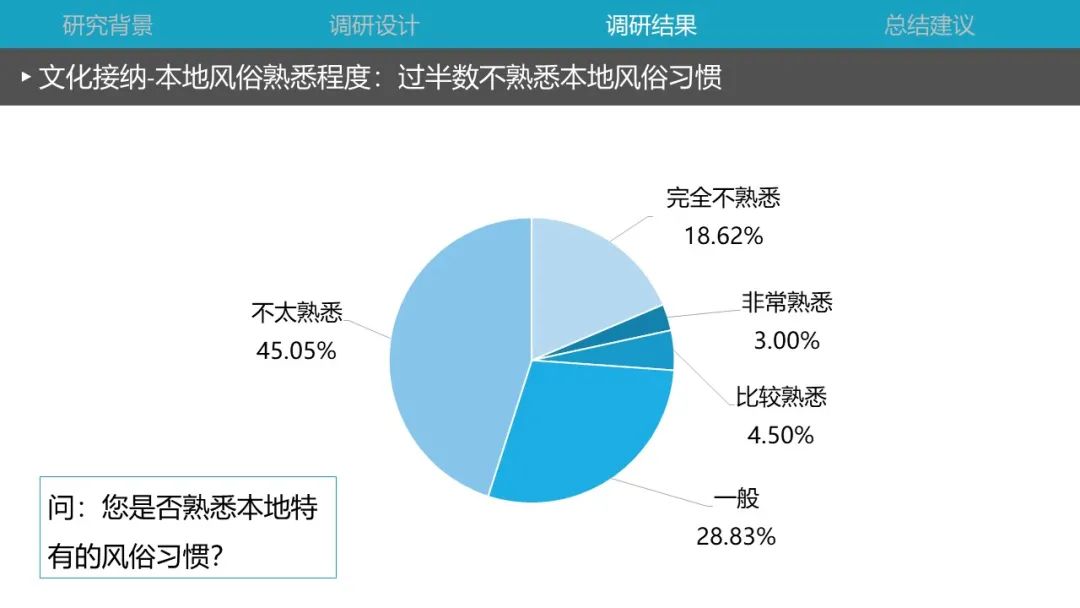 研究背景 调研设计 调研结果 总结建议
文化接纳-本地风俗熟悉程度：过半数不熟悉本地风俗习惯
完全不熟悉
18.62%
非常熟悉
3.00%
不太熟悉
45.05%
比较熟悉
4.50%
一般
28.83%
问：您是否熟悉本地特
有的风俗习惯？